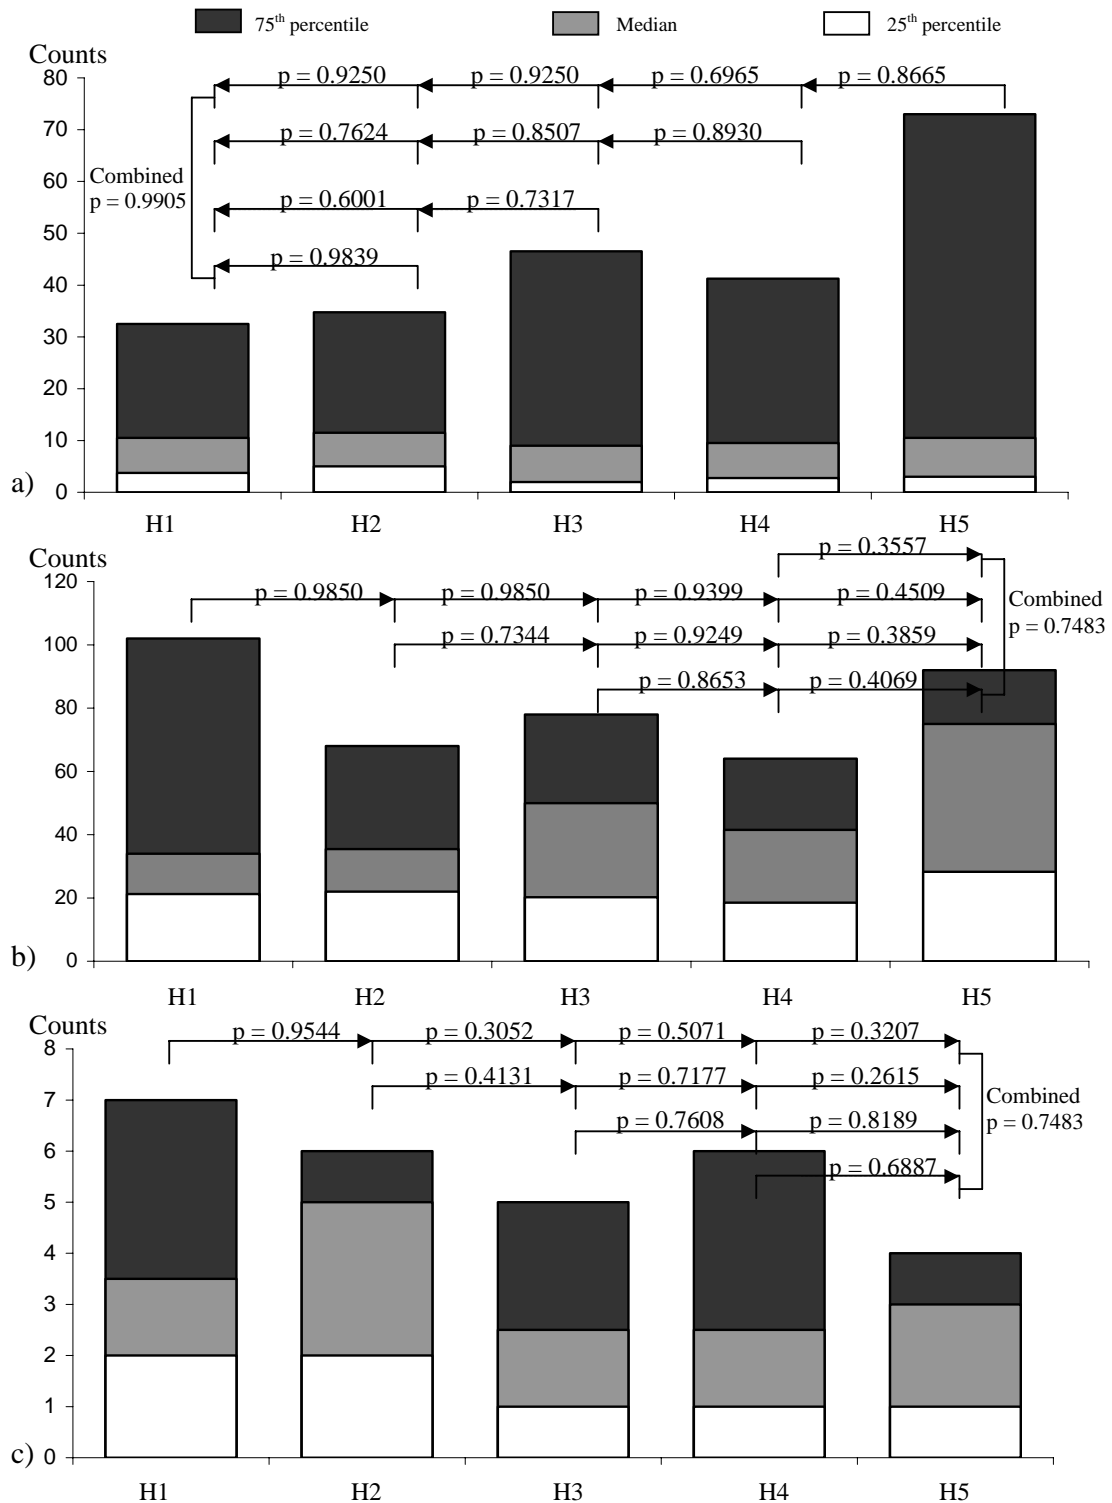 75th percentile Median 25th percentile
Counts
80 p = 0.9250 p = 0.9250 p = 0.6965 p = 0.8665
70
p = 0.7624 p = 0.8507 p = 0.8930
60
Combined
p = 0.9905
p = 0.6001 p = 0.7317
50
p = 0.9839
40
30
20
10
a) 0
H1 H2 H3 H4 H5
Counts
p = 0.3557
120
p = 0.9850 p = 0.9850 p = 0.9399 p = 0.4509
Combined
p = 0.7483
100 p = 0.7344 p = 0.9249 p = 0.3859
p = 0.8653 p = 0.4069
80
60
40
20
b) 0
H1 H2 H3 H4 H5
Counts
p = 0.9544 p = 0.3052 p = 0.5071 p = 0.3207
8
p = 0.4131 p = 0.7177 p = 0.2615
Combined
p = 0.7483
7
p = 0.7608 p = 0.8189
6
p = 0.6887
5
4
3
2
1
c) 0
H1 H2 H3 H4 H5